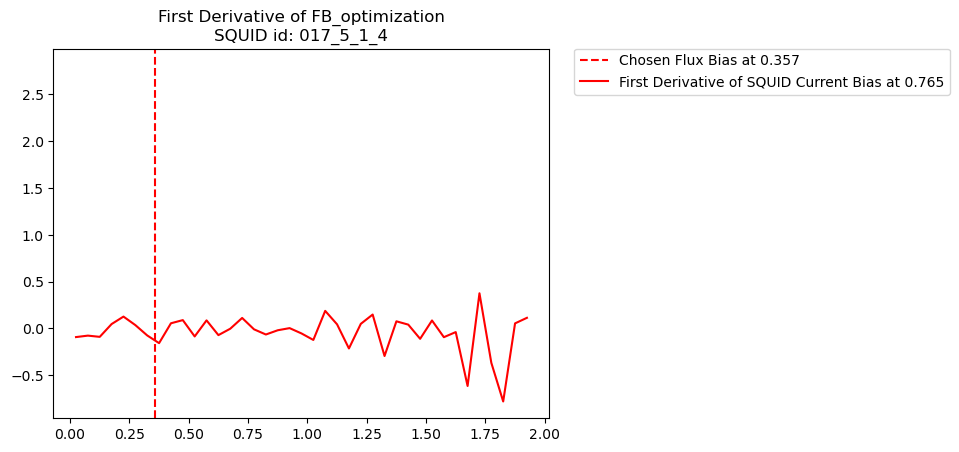 First Derivative of FB_optimization
SQUID id: 017_5_1_4
Chosen Flux Bias at 0.357
First Derivative of SQUID Current Bias at 0.765
2.5
2.0
1.5
1.0
0.5
0.0
−0.5
0.00 0.25 0.50 0.75 1.00 1.25 1.50 1.75 2.00